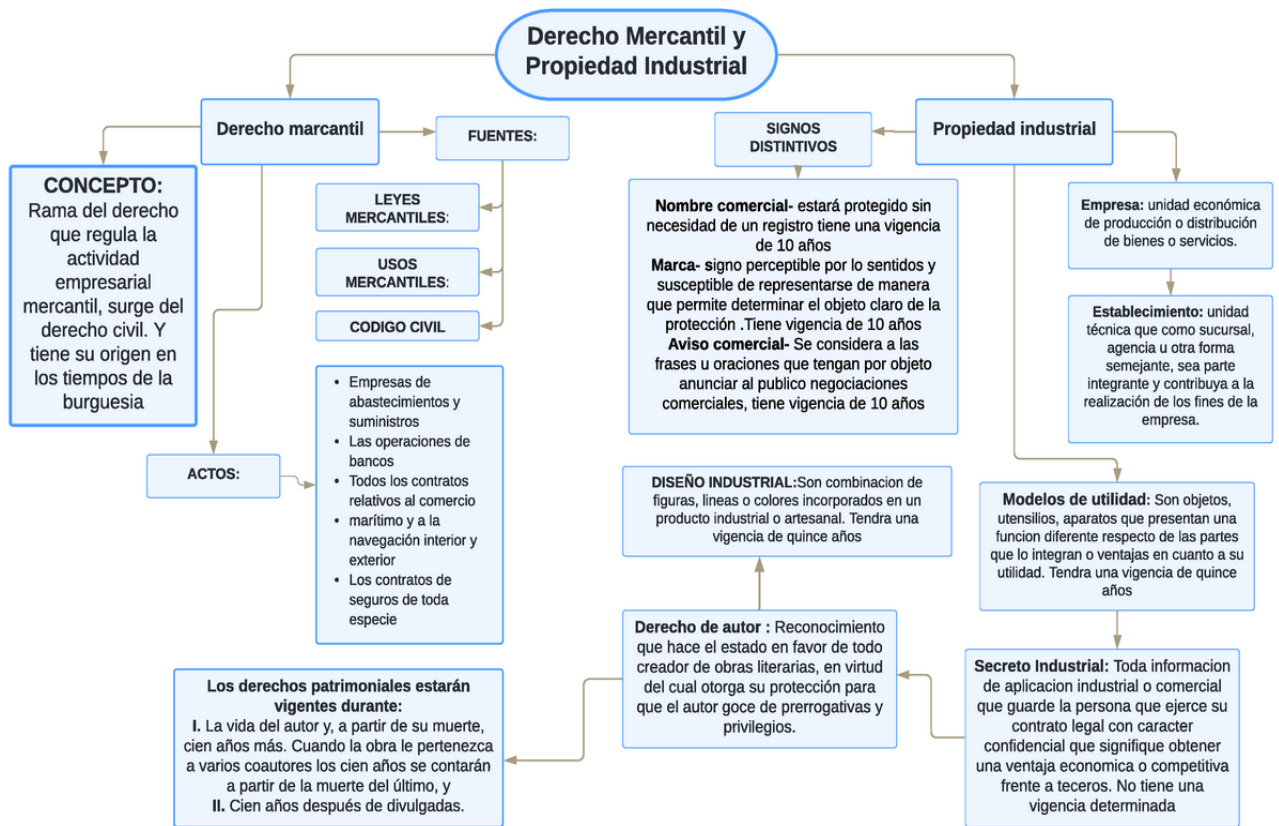 Derecho Mercantil y
Propiedad Industrial
Derecho marcantil
FUENTES:
SIGNOS
DISTINTIVOS
Propiedad industrial
CONCEPTO:
Rama del derecho
que regula la
actividad
empresarial
mercantil, surge del
derecho civil. Y
tiene su origen en
los tiempos de la
burguesia
LEYES
MERCANTILES:
USOS
MERCANTILES:
CODIGO CIVIL
Nombre comercial- estará protegido sin
necesidad de un registro tiene una vigencia
de 10 años
Marca- signo perceptible por lo sentidos y
susceptible de representarse de manera
que permite determinar el objeto claro de la
protección .Tiene vigencia de 10 años
Aviso comercial- Se considera a las
frases u oraciones que tengan por objeto
anunciar al publico negociaciones
comerciales, tiene vigencia de 10 años
Empresa: unidad económica
de producción o distribución
de bienes o servicios.
Establecimiento: unidad
técnica que como sucursal,
agencia u otra forma
semejante, sea parte
integrante y contribuya a la
realización de los fines de la
empresa.
ACTOS:
• Empresas de
abastecimientos y
suministros
• Las operaciones de
bancos
• Todos los contratos
relativos al comercio
• marítimo y a la
navegación interior y
exterior
• Los contratos de
seguros de toda
especie
DISEÑO INDUSTRIAL:Son combinacion de
figuras, lineas o colores incorporados en un
producto industrial o artesanal. Tendra una
vigencia de quince años
Modelos de utilidad: Son objetos,
utensilios, aparatos que presentan una
funcion diferente respecto de las partes
que lo integran o ventajas en cuanto a su
utilidad. Tendra una vigencia de quince
años
Derecho de autor : Reconocimiento
que hace el estado en favor de todo
creador de obras literarias, en virtud
del cual otorga su protección para
que el autor goce de prerrogativas y
privilegios.
Secreto Industrial: Toda informacion
de aplicacion industrial o comercial
que guarde la persona que ejerce su
contrato legal con caracter
confidencial que signifique obtener
una ventaja economica o competitiva
frente a teceros. No tiene una
vigencia determinada
Los derechos patrimoniales estarán
vigentes durante:
I. La vida del autor y, a partir de su muerte,
cien años más. Cuando la obra le pertenezca
a varios coautores los cien años se contarán
a partir de la muerte del último, y
II. Cien años después de divulgadas.